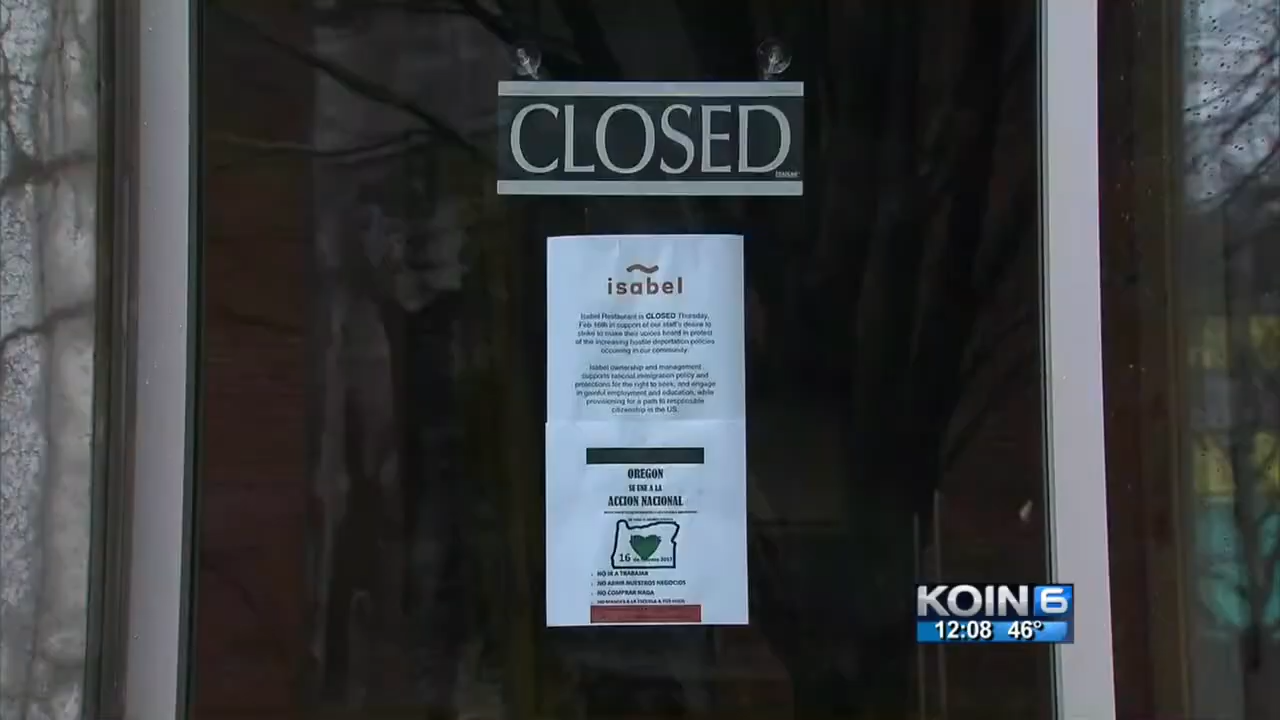 CLOSED
isabel
Isabel Restaurant is CLOSED Thursday,
Feb 16th in support of our staff's desire to
strike to make their voices heard in protest
of the increasing hostile deportation policies
occuring in our community.
Isabel ownership and management
supports rational immigration policy and
protections for the right to seek, and engage
in gainful employment and education, while
provisioning for a path to responsible
citizenship in the US.
OREGON
SE UNE A LA
ACCION NACIONAL
16 de febrero 2017
NO IR A TRABAJAR
NO ABRIR NUESTROS NEGOCIOS
NO COMPRAR NADA
KOIN 6
12:08 46°